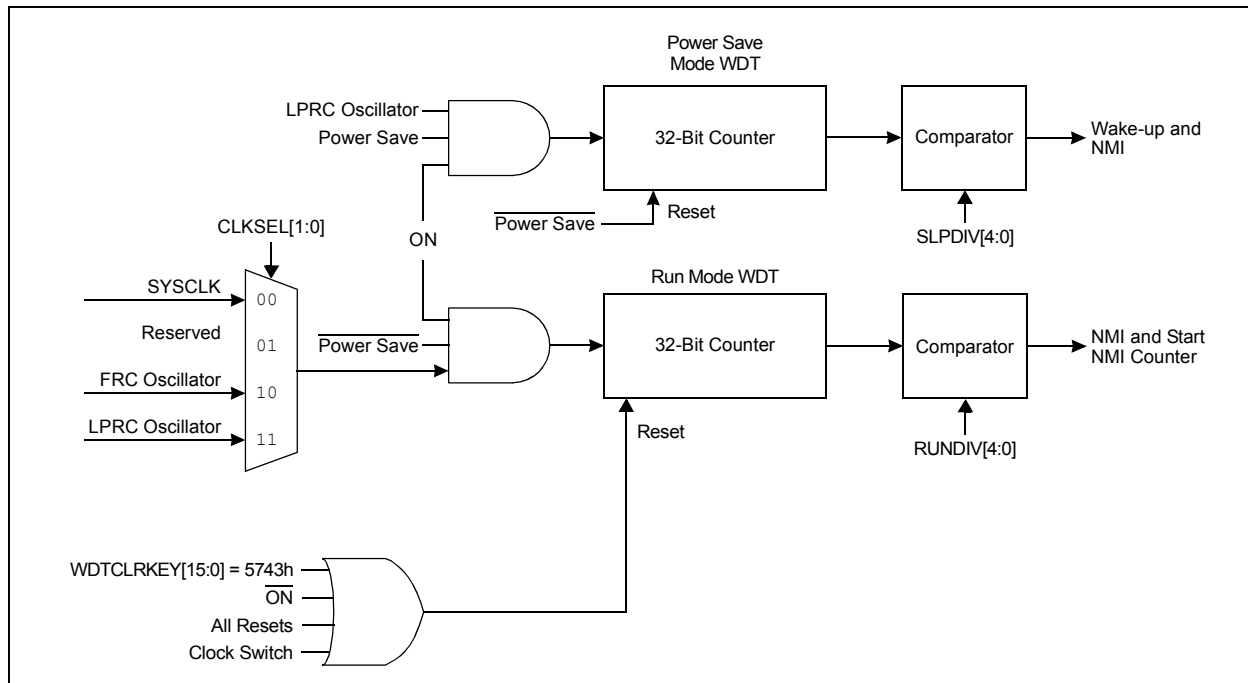 Power Save
Mode WDT
LPRC Oscillator
Power Save
32-Bit Counter
Comparator
Wake-up and
NMI
Power Save
Reset
SLPDIV[4:0]
CLKSEL[1:0]
ON
Run Mode WDT
SYSCLK
00
Reserved
01
Power Save
32-Bit Counter
Comparator
NMI and Start
NMI Counter
FRC Oscillator
10
LPRC Oscillator
11
Reset
RUNDIV[4:0]
WDTCLRKEY[15:0] = 5743h
ON
All Resets
Clock Switch